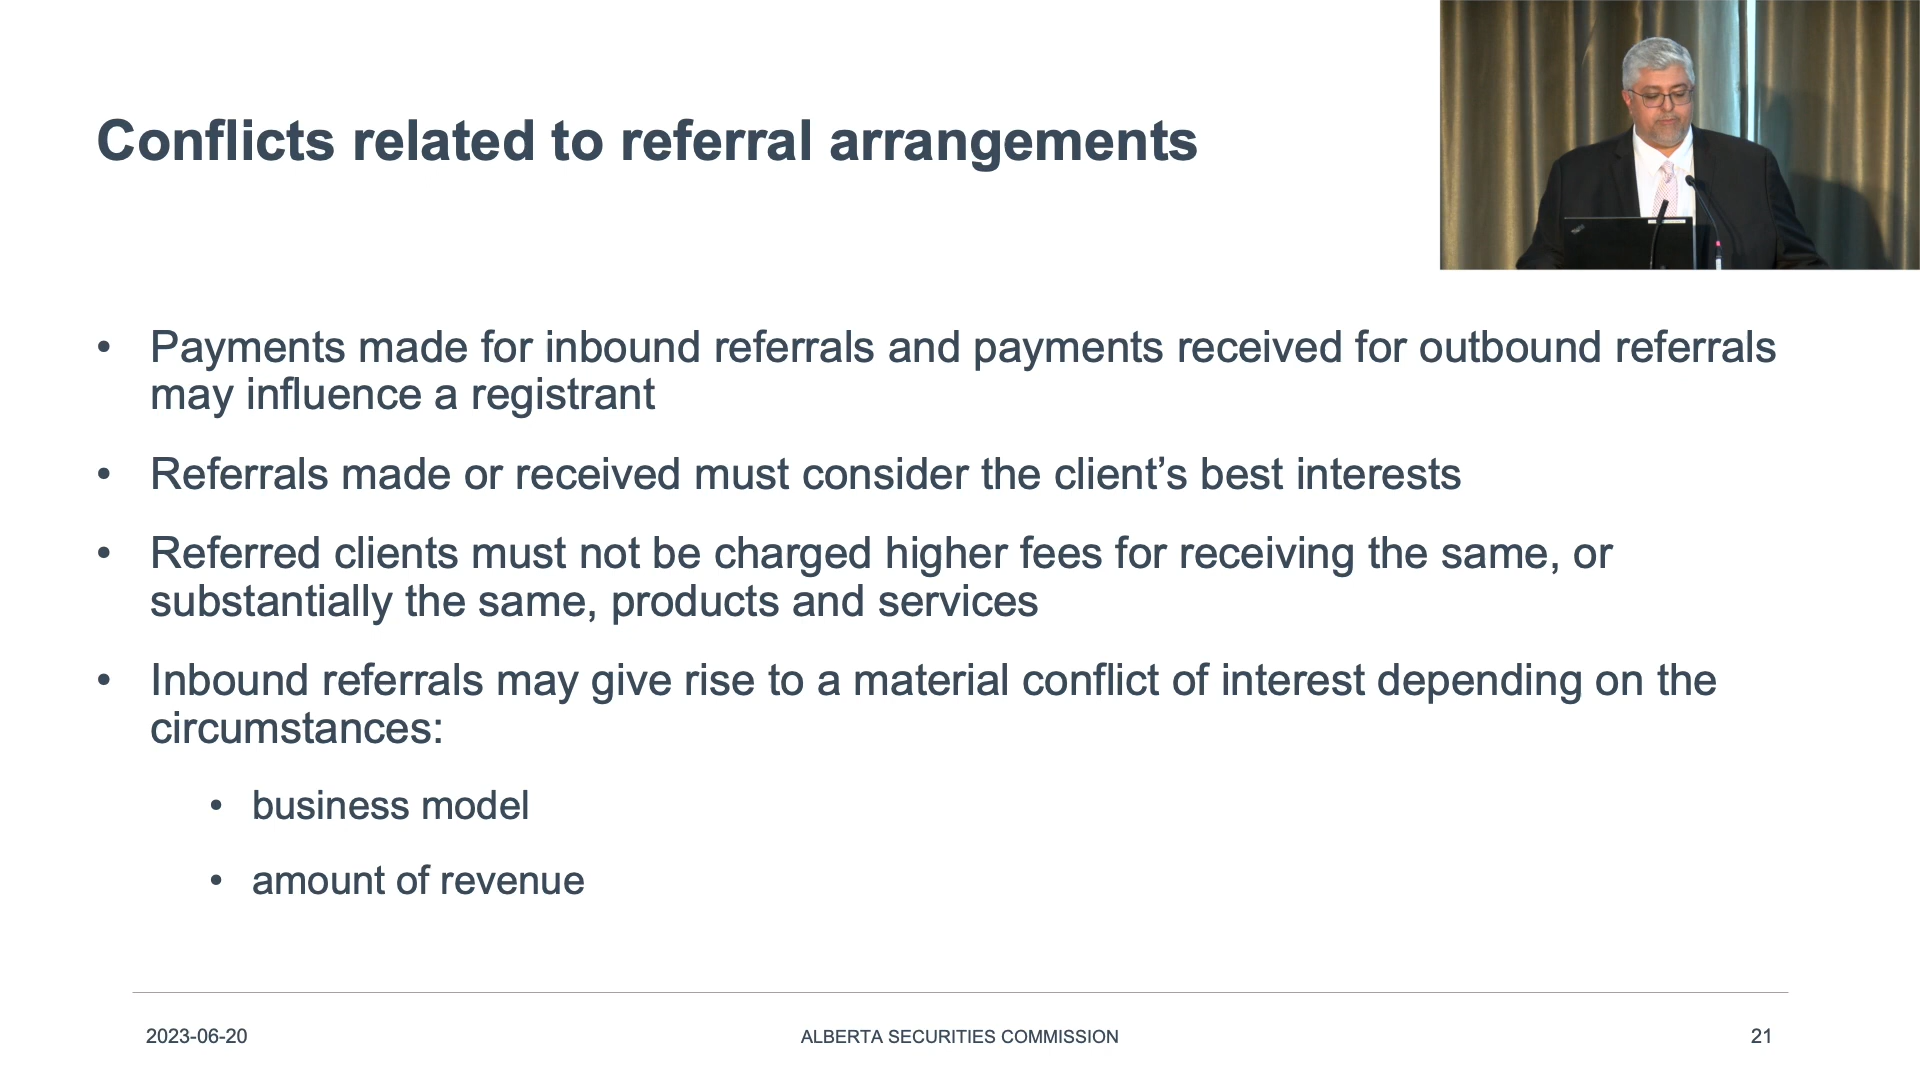 Conflicts related to referral arrangements
• Payments made for inbound referrals and payments received for outbound referrals
may influence a registrant
• Referrals made or received must consider the client’s best interests
• Referred clients must not be charged higher fees for receiving the same, or
substantially the same, products and services
• Inbound referrals may give rise to a material conflict of interest depending on the
circumstances:
• business model
• amount of revenue
2023-06-20
ALBERTA SECURITIES COMMISSION
21